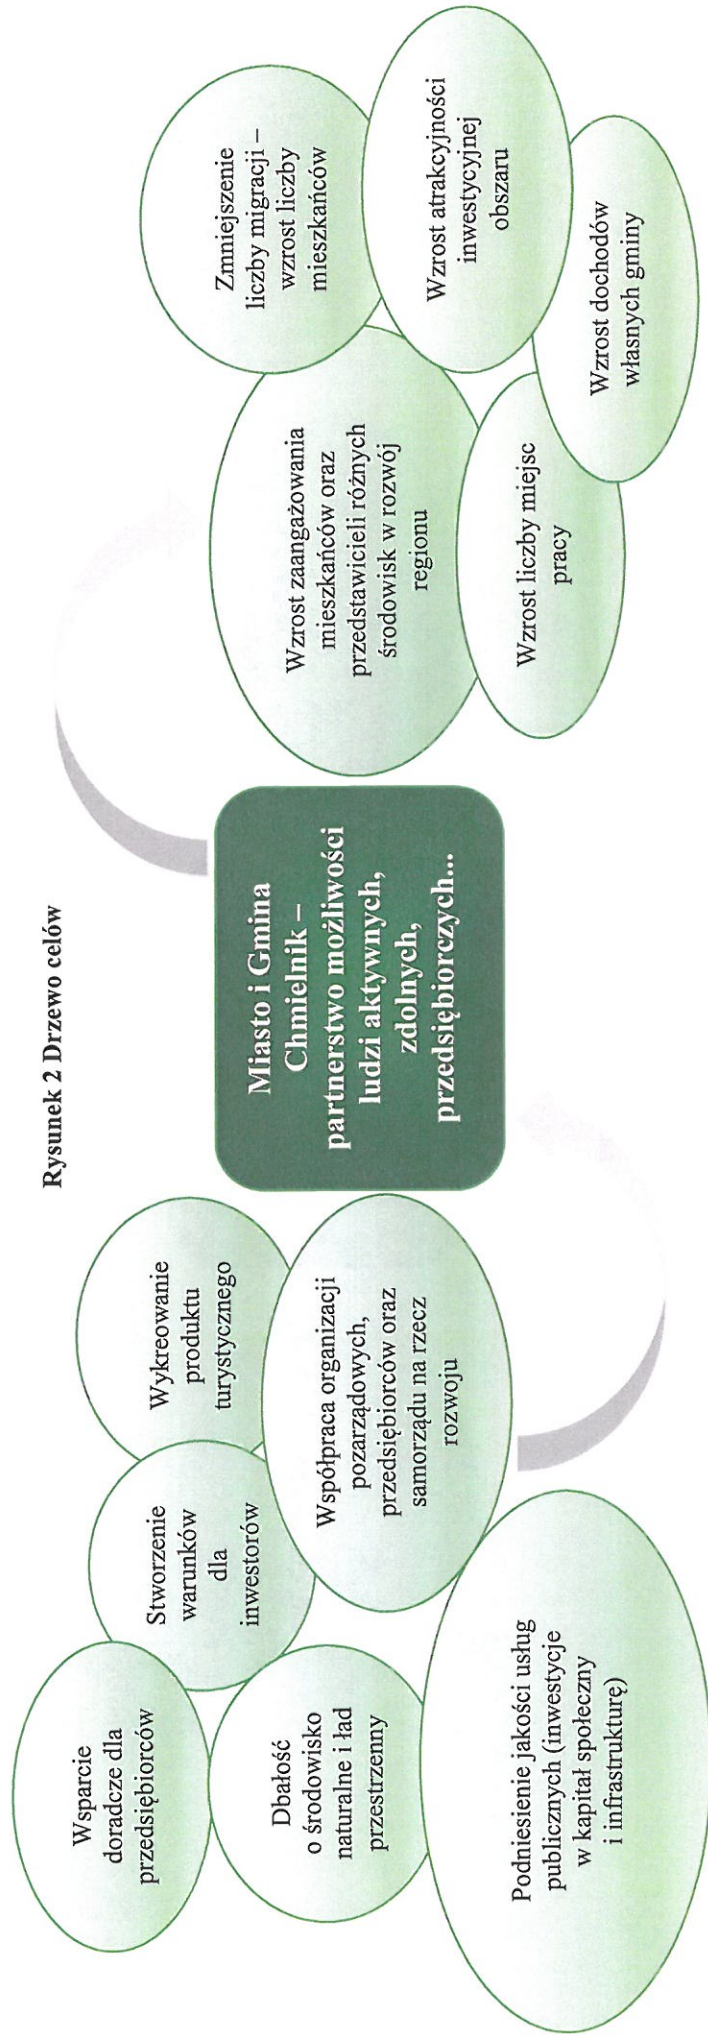 Rysunek 2 Drzewo celów
Wsparcie
doradcze dla
przedsiębiorców
Stworzenie
warunków
dla
inwestorów
Wykreowanie
produktu
turystycznego
Dbałość
o środowisko
naturalne i ład
przestrzenny
Współpraca organizacji
pozarządowych,
przedsiębiorców oraz
samorządu na rzecz
rozwoju
Podniesienie jakości usług
publicznych (inwestycje
w kapitał społeczny
i infrastrukturę)
Miasto i Gmina
Chmielnik –
partnerstwo możliwości
ludzi aktywnych,
zdolnych,
przedsiębiorczych...
Wzrost zaangażowania
mieszkańców oraz
przedstawicieli różnych
środowisk w rozwój
regionu
Zmniejszenie
liczby migracji –
wzrost liczby
mieszkańców
Wzrost atrakcyjności
inwestycyjnej
obszaru
Wzrost liczby miejsc
pracy
Wzrost dochodów
własnych gminy